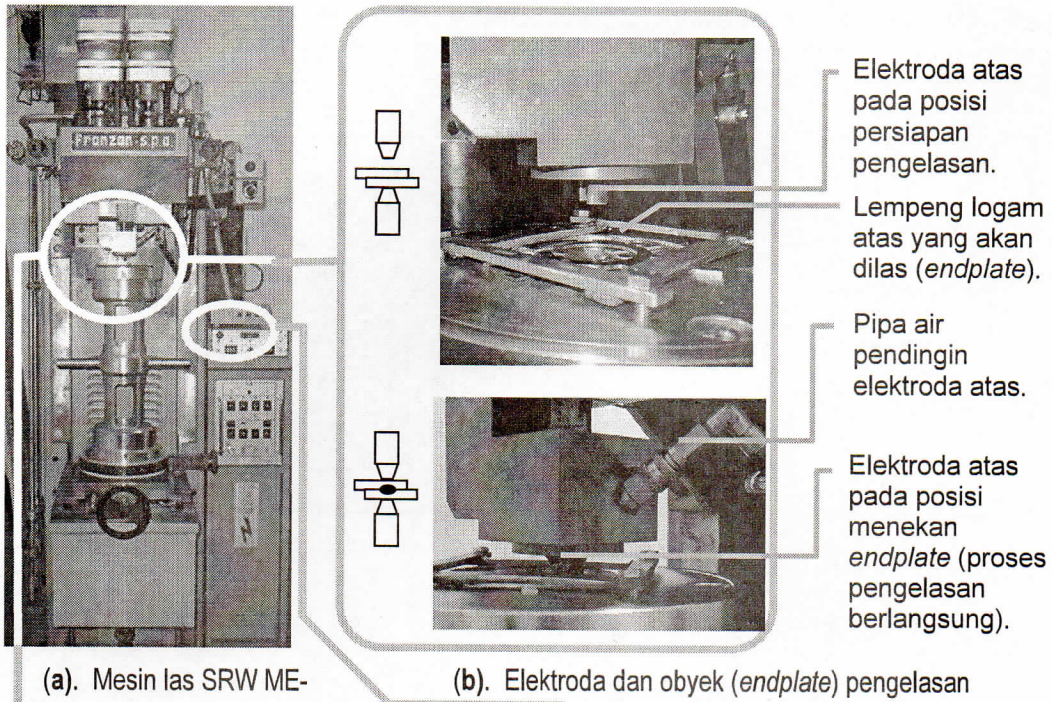 Franzan s.p.a.
Elektroda atas
pada posisi
persiapan
pengelasan.
Lempeng logam
atas yang akan
dilas (endplate).
Pipa air
pendingin
elektroda atas.
Elektroda atas
pada posisi
menekan
endplate (proses
pengelasan
berlangsung).
(a). Mesin las SRW ME-
(b). Elektroda dan obyek (endplate) pengelasan